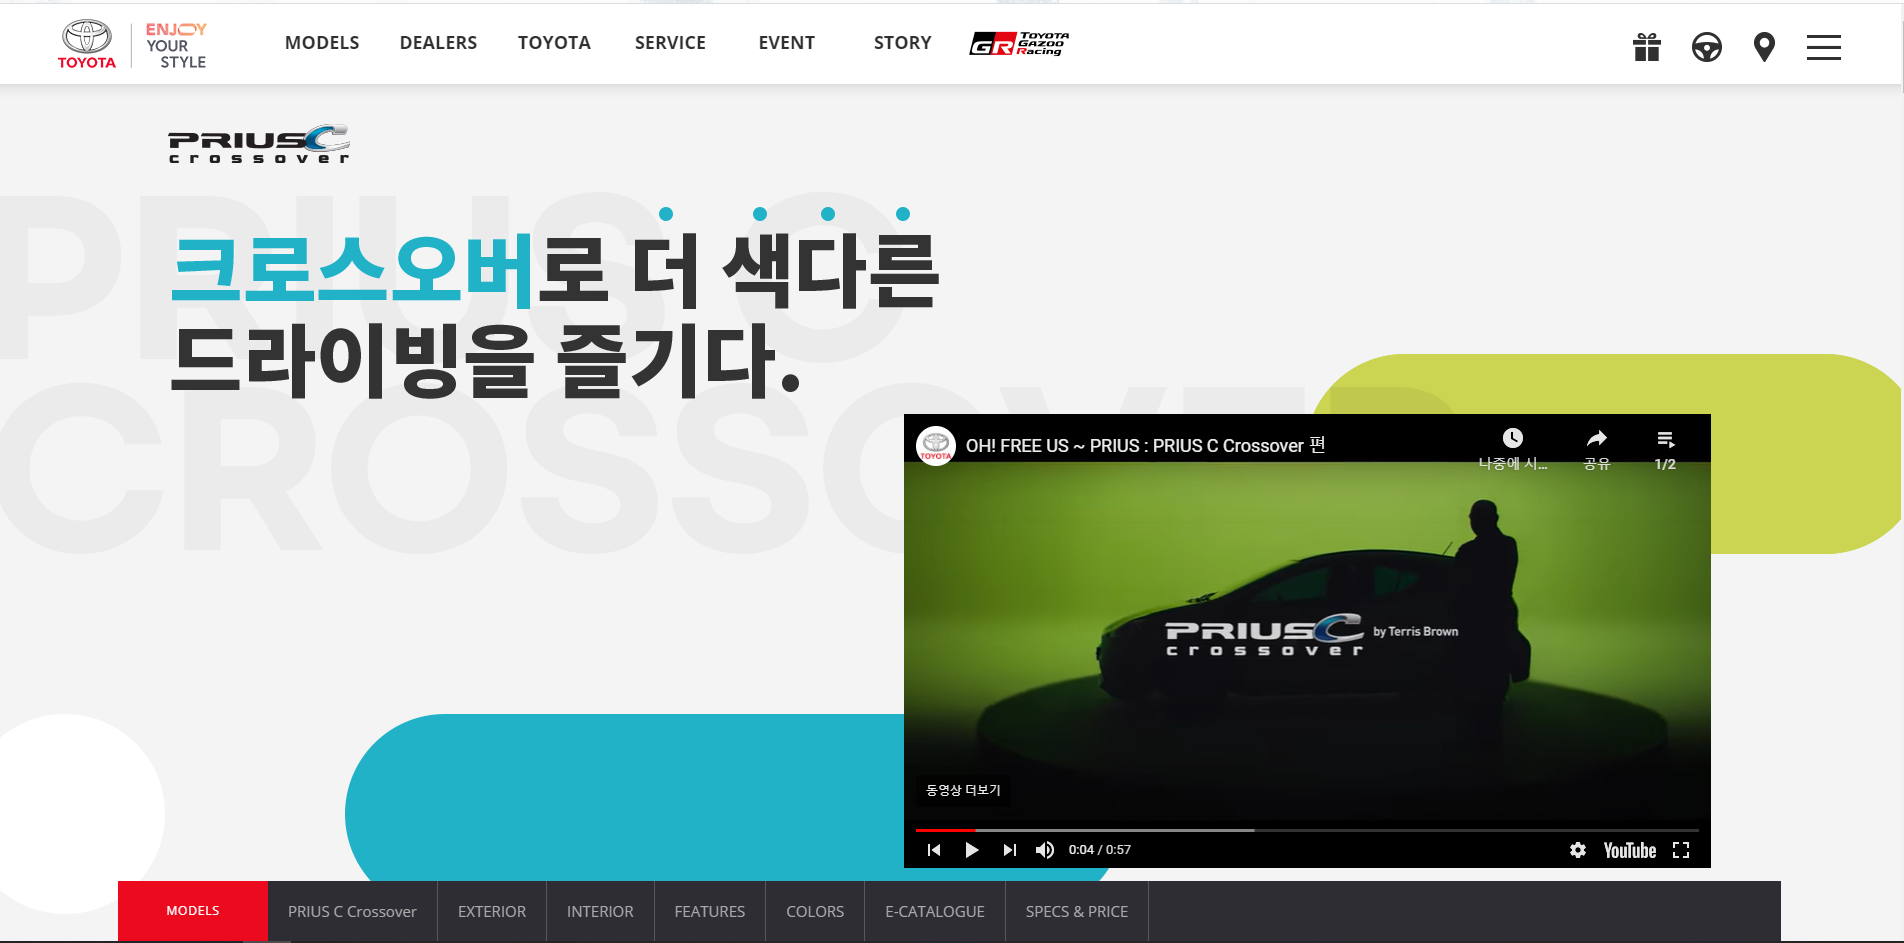 TOYOTA
ENJOY
YOUR
STYLE
MODELS
DEALERS
TOYOTA
SERVICE
EVENT
STORY
GR TOYOTA
GAZOO
Racing
PRIUS C
crossover
PRIUS C
크로스오버로 더 색다른
드라이빙을 즐기다.
CROSSOVER
TOYOTA
OH! FREE US ~ PRIUS : PRIUS C Crossover 편
나중에 시...
공유
1/2
PRIUS C by Terris Brown
crossover
동영상 더보기
0:04 / 0:57
YouTube
MODELS
PRIUS C Crossover
EXTERIOR
INTERIOR
FEATURES
COLORS
E-CATALOGUE
SPECS & PRICE